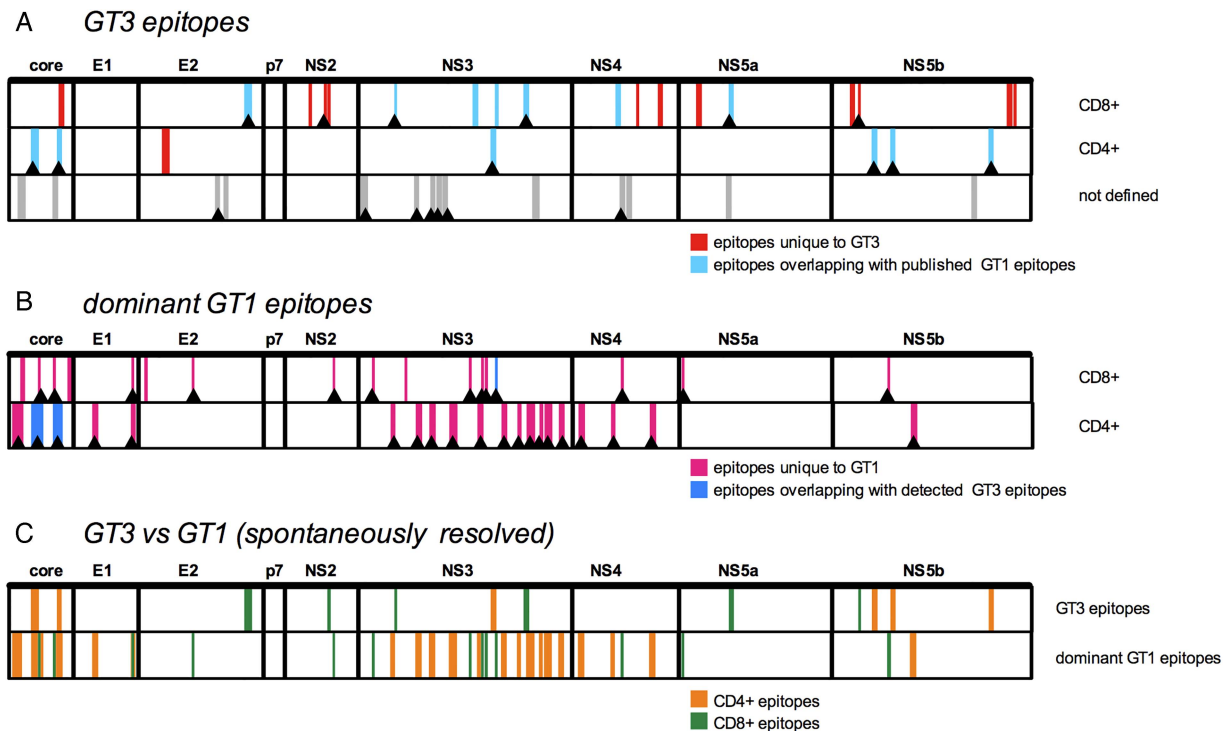 A GT3 epitopes
core E1 E2 p7 NS2 NS3 NS4 NS5a NS5b
CD8+
CD4+
not defined
epitopes unique to GT3
epitopes overlapping with published GT1 epitopes
B dominant GT1 epitopes
core E1 E2 p7 NS2 NS3 NS4 NS5a NS5b
CD8+
CD4+
epitopes unique to GT1
epitopes overlapping with detected GT3 epitopes
C GT3 vs GT1 (spontaneously resolved)
core E1 E2 p7 NS2 NS3 NS4 NS5a NS5b
GT3 epitopes
dominant GT1 epitopes
CD4+ epitopes
CD8+ epitopes